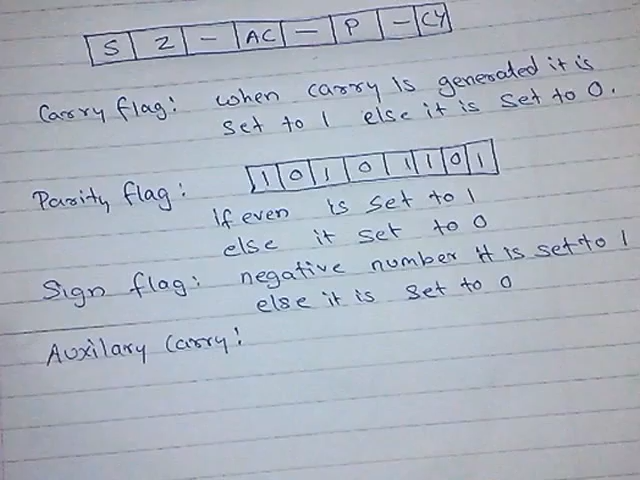 S Z - AC - P - CY
Carry flag: when carry is generated it is
set to 1 else it is set to 0.
Parity flag: 1 0 1 0 1 1 0 1
If even is set to 1
else it set to 0
Sign flag: negative number it is set to 1
else it is set to 0
Auxilary Carry: